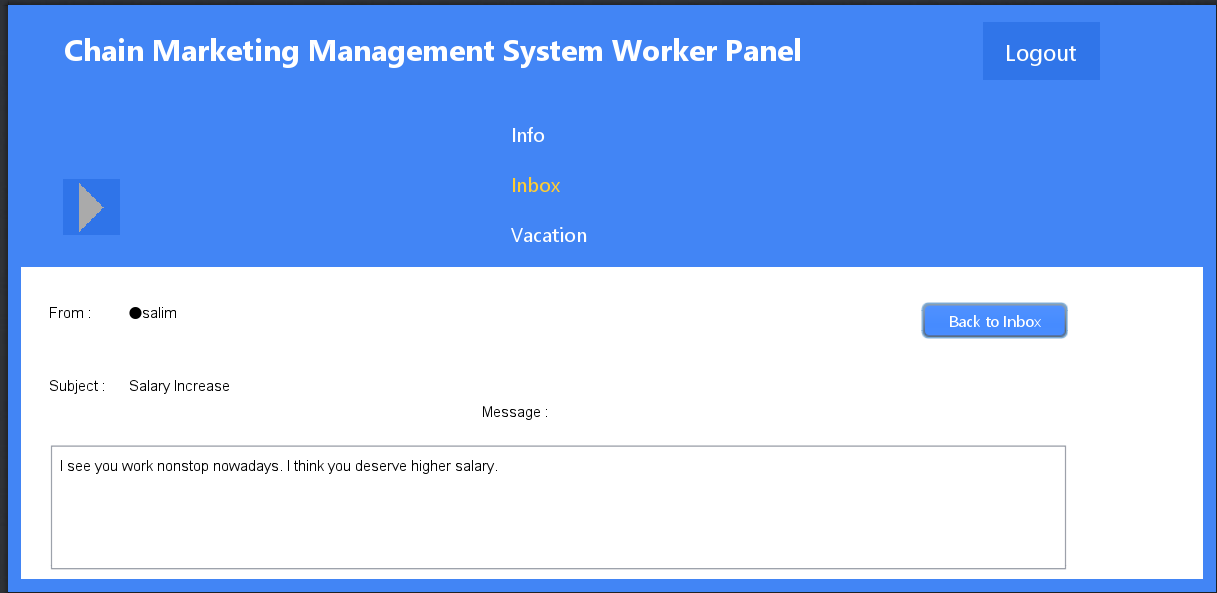 Chain Marketing Management System Worker Panel
Logout
Info
Inbox
Vacation
From : ●salim
Back to Inbox
Subject : Salary Increase
Message :
I see you work nonstop nowadays. I think you deserve higher salary.